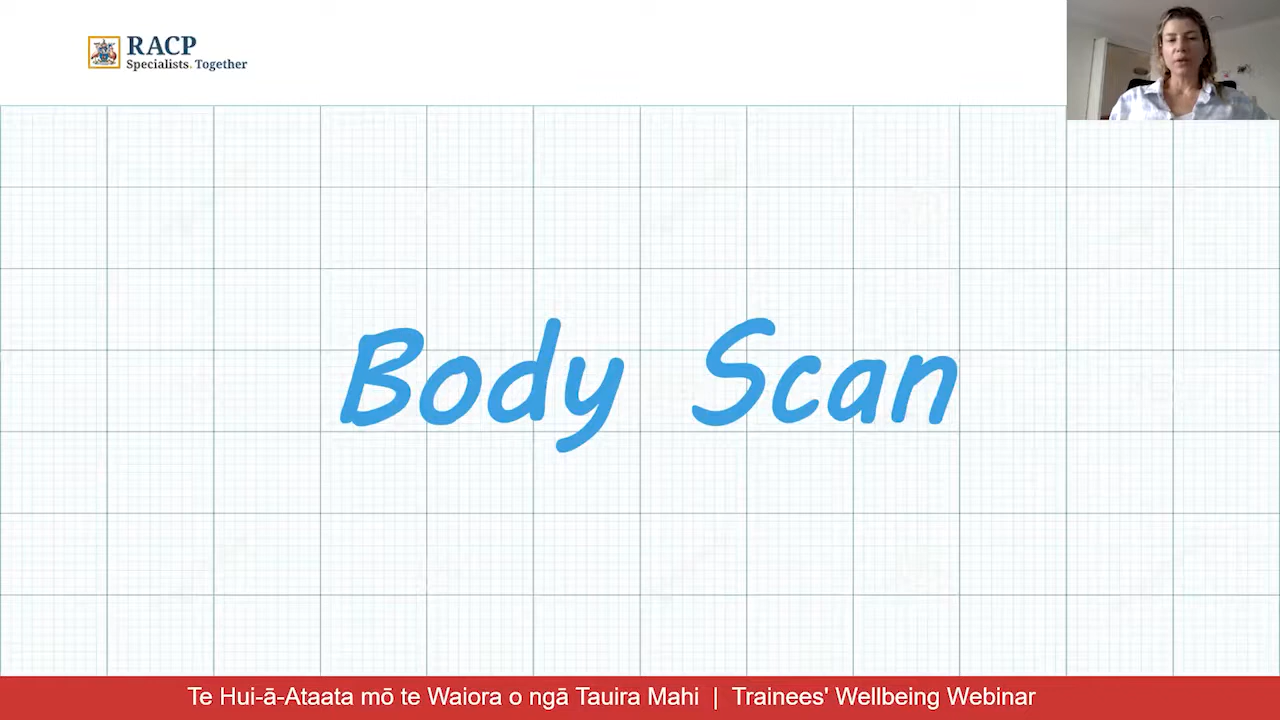 RACP
Specialists. Together
Body Scan
Te Hui-ā-Ataata mō te Waiora o ngā Tauira Mahi | Trainees' Wellbeing Webinar